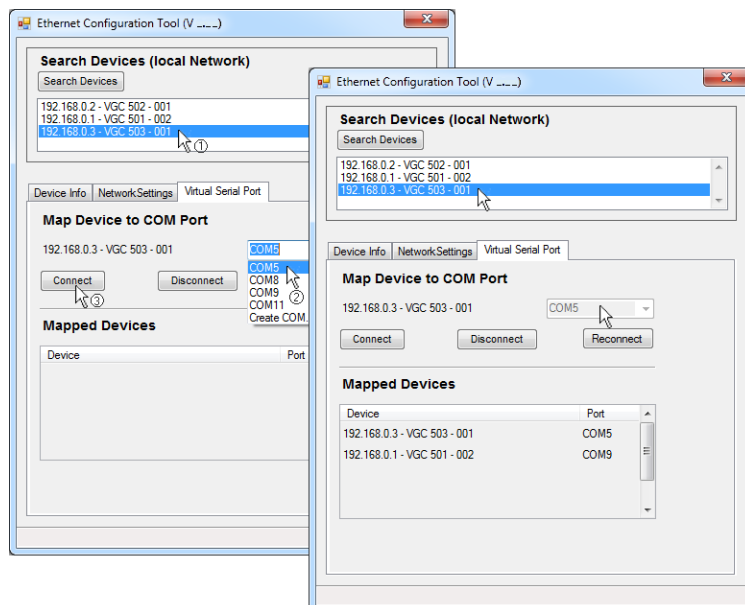 Ethernet Configuration Tool (V _.__)
Search Devices (local Network)
Search Devices
192.168.0.2 - VGC 502 - 001
192.168.0.1 - VGC 501 - 002
192.168.0.3 - VGC 503 - 001
①
Device Info NetworkSettings Virtual Serial Port
Map Device to COM Port
192.168.0.3 - VGC 503 - 001 COM5
COM5
COM8
COM9
②
COM11
Create COM.
Connect Disconnect
③
Mapped Devices
Device Port
Ethernet Configuration Tool (V _.__)
Search Devices (local Network)
Search Devices
192.168.0.2 - VGC 502 - 001
192.168.0.1 - VGC 501 - 002
192.168.0.3 - VGC 503 - 001
Device Info NetworkSettings Virtual Serial Port
Map Device to COM Port
192.168.0.3 - VGC 503 - 001 COM5
Connect Disconnect Reconnect
Mapped Devices
Device Port
192.168.0.3 - VGC 503 - 001 COM5
192.168.0.1 - VGC 501 - 002 COM9